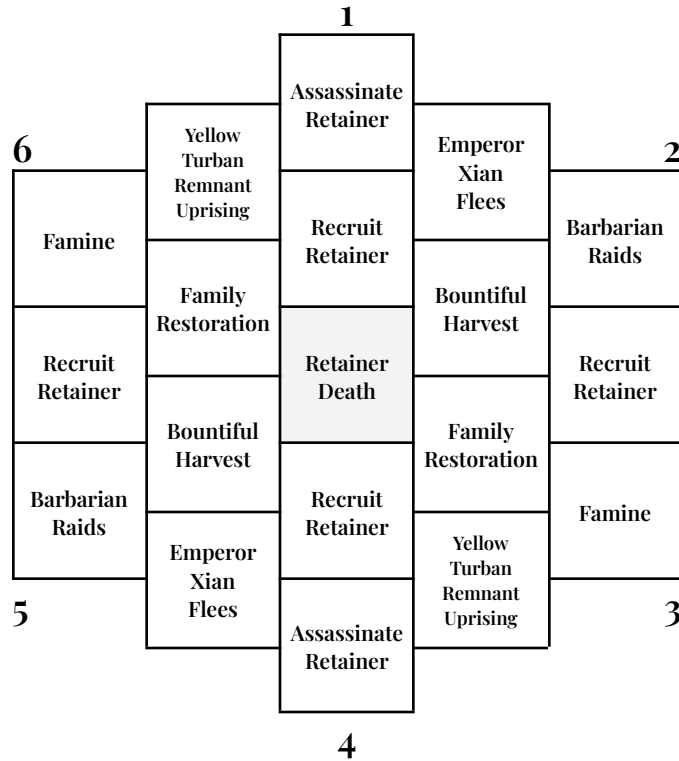 1
Assassinate
Retainer
Yellow
Turban
Remnant
Uprising
Emperor
Xian
Flees
6
2
Famine
Recruit
Retainer
Barbarian
Raids
Family
Restoration
Bountiful
Harvest
Recruit
Retainer
Retainer
Death
Recruit
Retainer
Bountiful
Harvest
Family
Restoration
Barbarian
Raids
Recruit
Retainer
Famine
Emperor
Xian
Flees
Yellow
Turban
Remnant
Uprising
5
3
Assassinate
Retainer
4